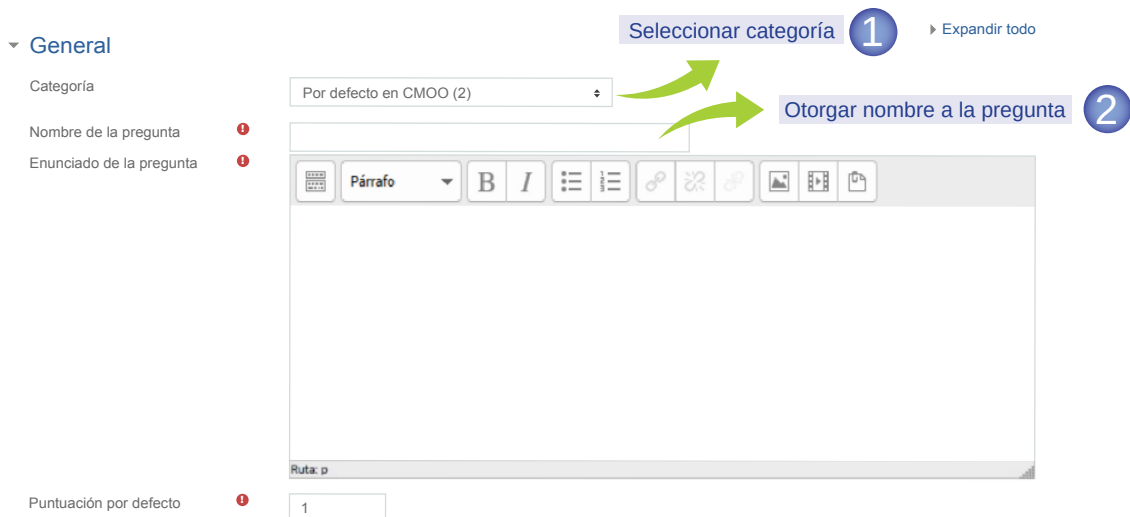 Seleccionar categoría 1
Expandir todo
General
Categoría
Por defecto en CMOO (2)
Otorgar nombre a la pregunta 2
Nombre de la pregunta
Enunciado de la pregunta
Párrafo B I
Ruta: p
Puntuación por defecto
1